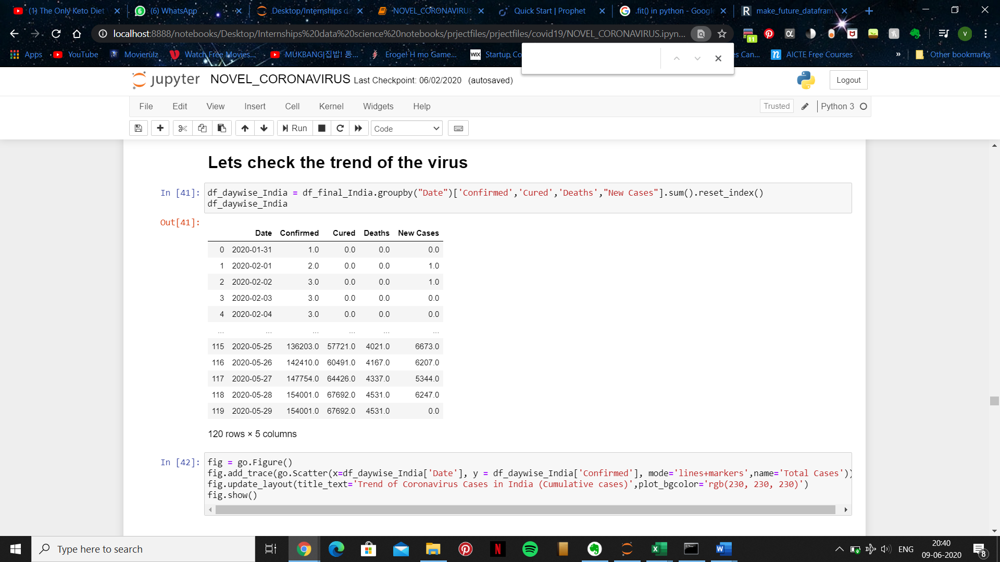 (1) The Only Keto Diet
(6) WhatsApp
Desktop/Internships da
NOVEL_CORONAVIRUS
Quick Start | Prophet
.fit() in python - Google
make_future_dataframe
localhost:8888/notebooks/Desktop/Internships%20data%20science%20notebooks/prjectfiles/prjectfiles/covid19/NOVEL_CORONAVIRUS.ipyn...
11
v
Apps
YouTube
Movierulz
Watch Free Movies...
MUKBANG|집밥! 통...
Eroge! H mo Game...
WIX Startup Co
es Can...
n AICTE Free Courses
»
Other bookmarks
jupyter NOVEL_CORONAVIRUS Last Checkpoint: 06/02/2020 (autosaved)
Logout
File Edit View Insert Cell Kernel Widgets Help
Trusted Python 3
Run Code
Lets check the trend of the virus
In [41]: df_daywise_India = df_final_India.groupby("Date")['Confirmed','Cured','Deaths',"New Cases"].sum().reset_index()
df_daywise_India
Out[41]:
Date Confirmed Cured Deaths New Cases
0 2020-01-31 1.0 0.0 0.0 0.0
1 2020-02-01 2.0 0.0 0.0 1.0
2 2020-02-02 3.0 0.0 0.0 1.0
3 2020-02-03 3.0 0.0 0.0 0.0
4 2020-02-04 3.0 0.0 0.0 0.0
... ... ... ... ... ...
115 2020-05-25 136203.0 57721.0 4021.0 6673.0
116 2020-05-26 142410.0 60491.0 4167.0 6207.0
117 2020-05-27 147754.0 64426.0 4337.0 5344.0
118 2020-05-28 154001.0 67692.0 4531.0 6247.0
119 2020-05-29 154001.0 67692.0 4531.0 0.0
120 rows × 5 columns
In [42]: fig = go.Figure()
fig.add_trace(go.Scatter(x=df_daywise_India['Date'], y = df_daywise_India['Confirmed'], mode='lines+markers',name='Total Cases'))
fig.update_layout(title_text='Trend of Coronavirus Cases in India (Cumulative cases)',plot_bgcolor='rgb(230, 230, 230)')
fig.show()
Type here to search
ENG
20:40
09-06-2020
8